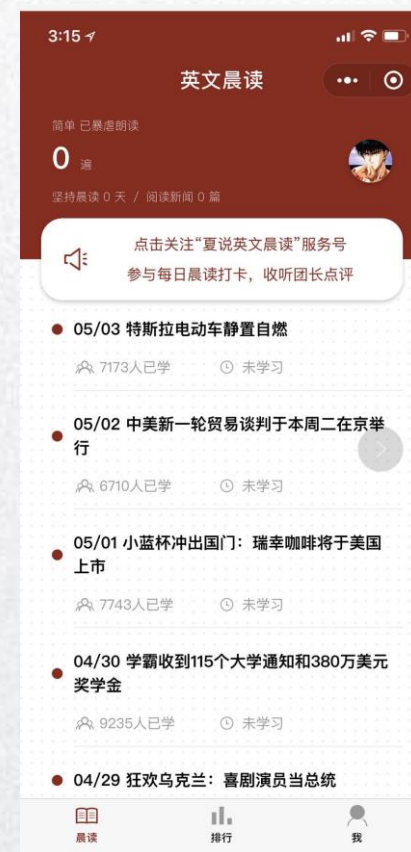 3:15
英文晨读
简单 已暴虐朗读
0 遍
坚持晨读 0 天 / 阅读新闻 0 篇
点击关注“夏说英文晨读”服务号
参与每日晨读打卡，收听团长点评
05/03 特斯拉电动车静置自燃
7173人已学 未学习
05/02 中美新一轮贸易谈判于本周二在京举
行
6710人已学 未学习
05/01 小蓝杯冲出国门：瑞幸咖啡将于美国
上市
7743人已学 未学习
04/30 学霸收到115个大学通知和380万美元
奖学金
9235人已学 未学习
04/29 狂欢乌克兰：喜剧演员当总统
晨读 排行 我